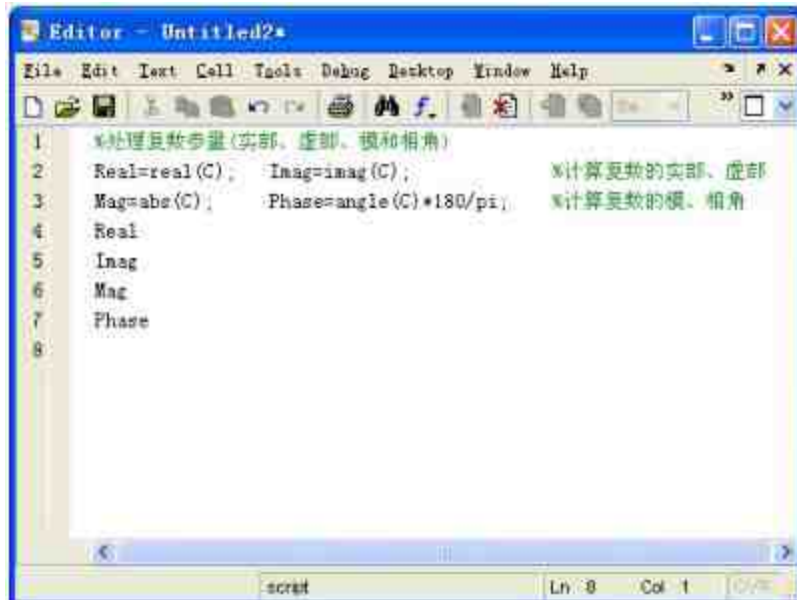 Editor - Untitled2*
File Edit Text Cell Tools Debug Desktop Window Help
1 %处理复数参量(实部、虚部、模和相角)
2 Real=real(C); Imag=imag(C); %计算复数的实部、虚部
3 Mag=abs(C); Phase=angle(C)*180/pi; %计算复数的模、相角
4 Real
5 Imag
6 Mag
7 Phase
8
script Ln 8 Col 1 OVR